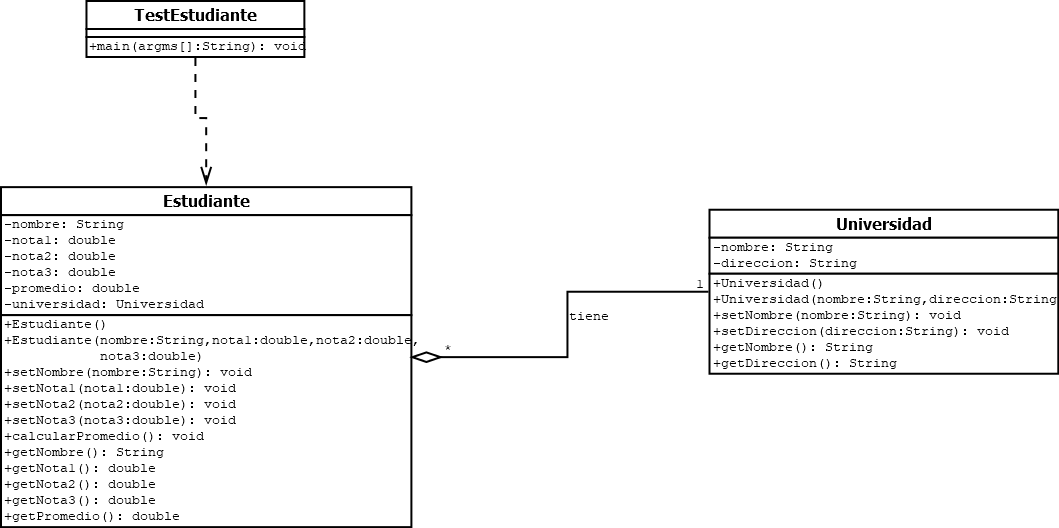 TestEstudiante
+main(argms[]:String): void
Estudiante
-nombre: String
-nota1: double
-nota2: double
-nota3: double
-promedio: double
-universidad: Universidad
+Estudiante()
+Estudiante(nombre:String,nota1:double,nota2:double,
nota3:double)
+setNombre(nombre:String): void
+setNota1(nota1:double): void
+setNota2(nota2:double): void
+setNota3(nota3:double): void
+calcularPromedio(): void
+getNombre(): String
+getNota1(): double
+getNota2(): double
+getNota3(): double
+getPromedio(): double
*
tiene
1
Universidad
-nombre: String
-direccion: String
+Universidad()
+Universidad(nombre:String,direccion:String
+setNombre(nombre:String): void
+setDireccion(direccion:String): void
+getNombre(): String
+getDireccion(): String